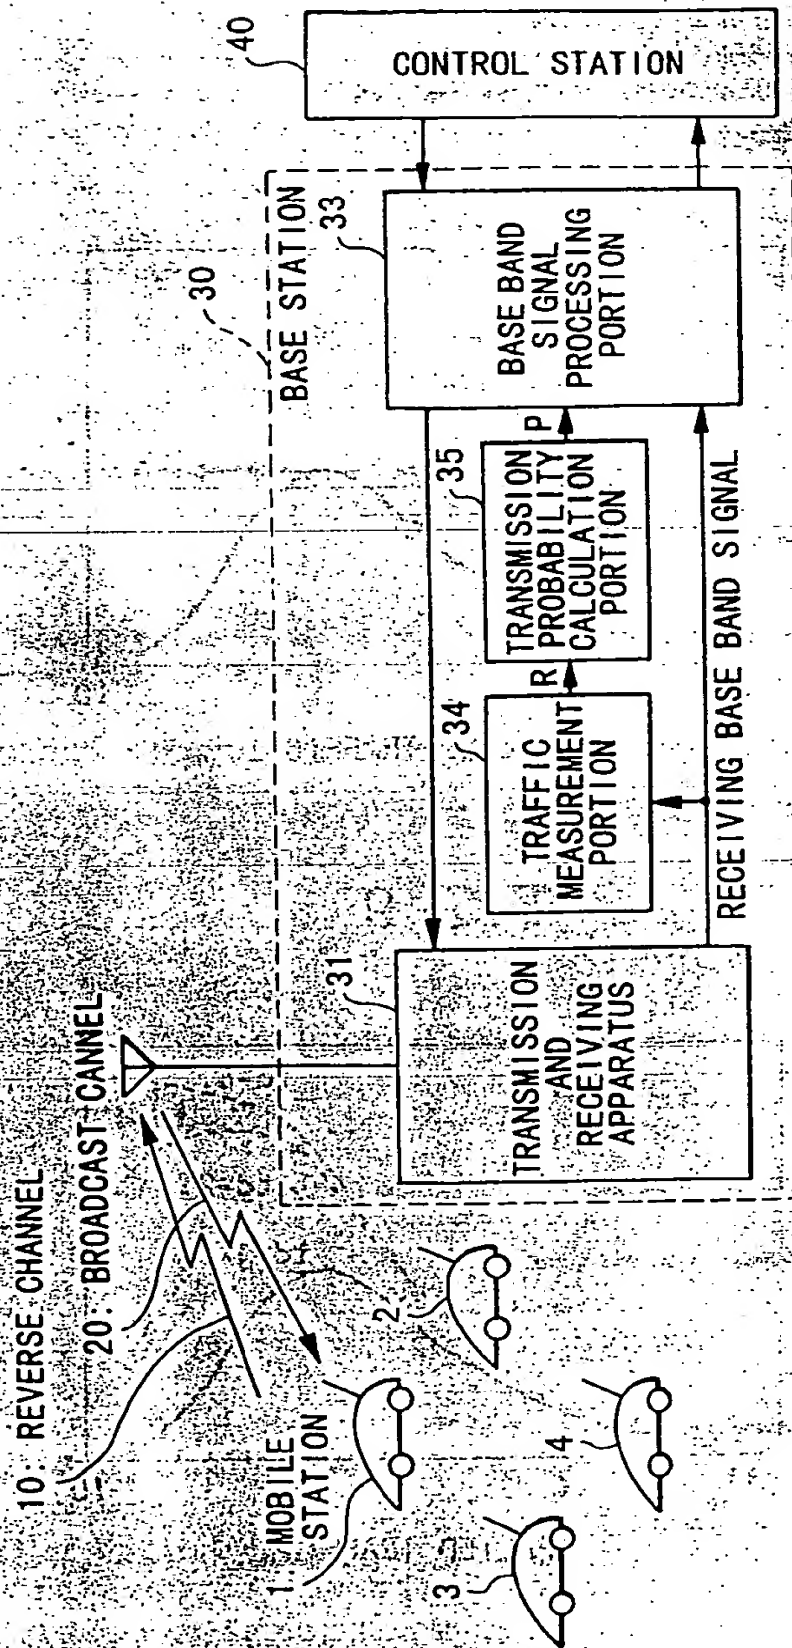 10: REVERSE CHANNEL
20: BROADCAST CANNEL
1. MOBILE
STATION
2
3
4
30
BASE STATION
31
TRANSMISSION
AND
RECEIVING
APPARATUS
34
TRAFFIC
MEASUREMENT
PORTION
R
35
TRANSMISSION
PROBABILITY
CALCULATION
PORTION
P
33
BASE BAND
SIGNAL
PROCESSING
PORTION
RECEIVING BASE BAND SIGNAL
40
CONTROL STATION